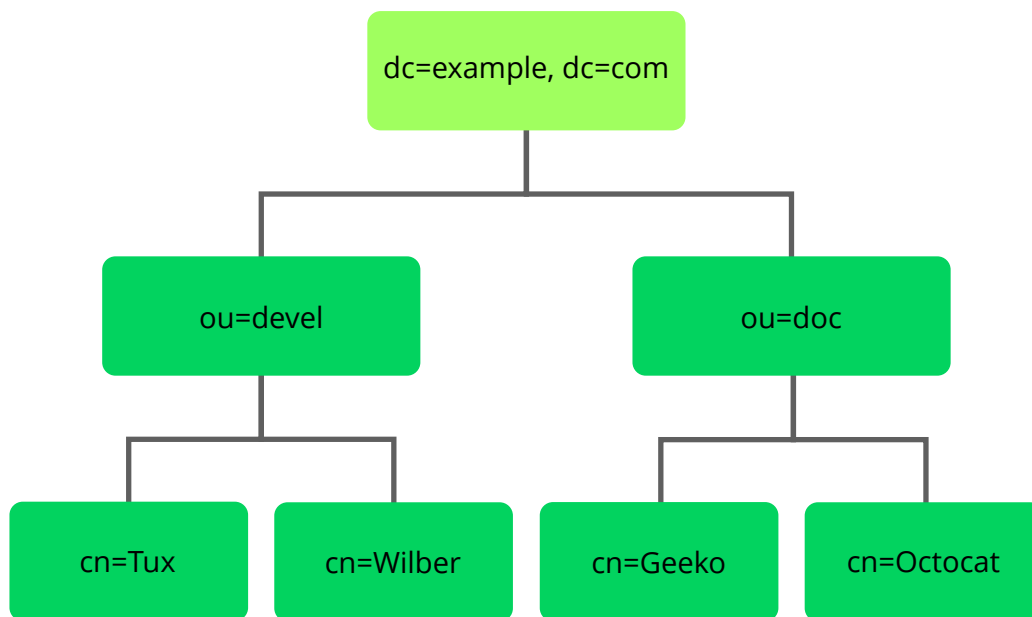 dc=example, dc=com
ou=devel
ou=doc
cn=Tux
cn=Wilber
cn=Geeko
cn=Octocat